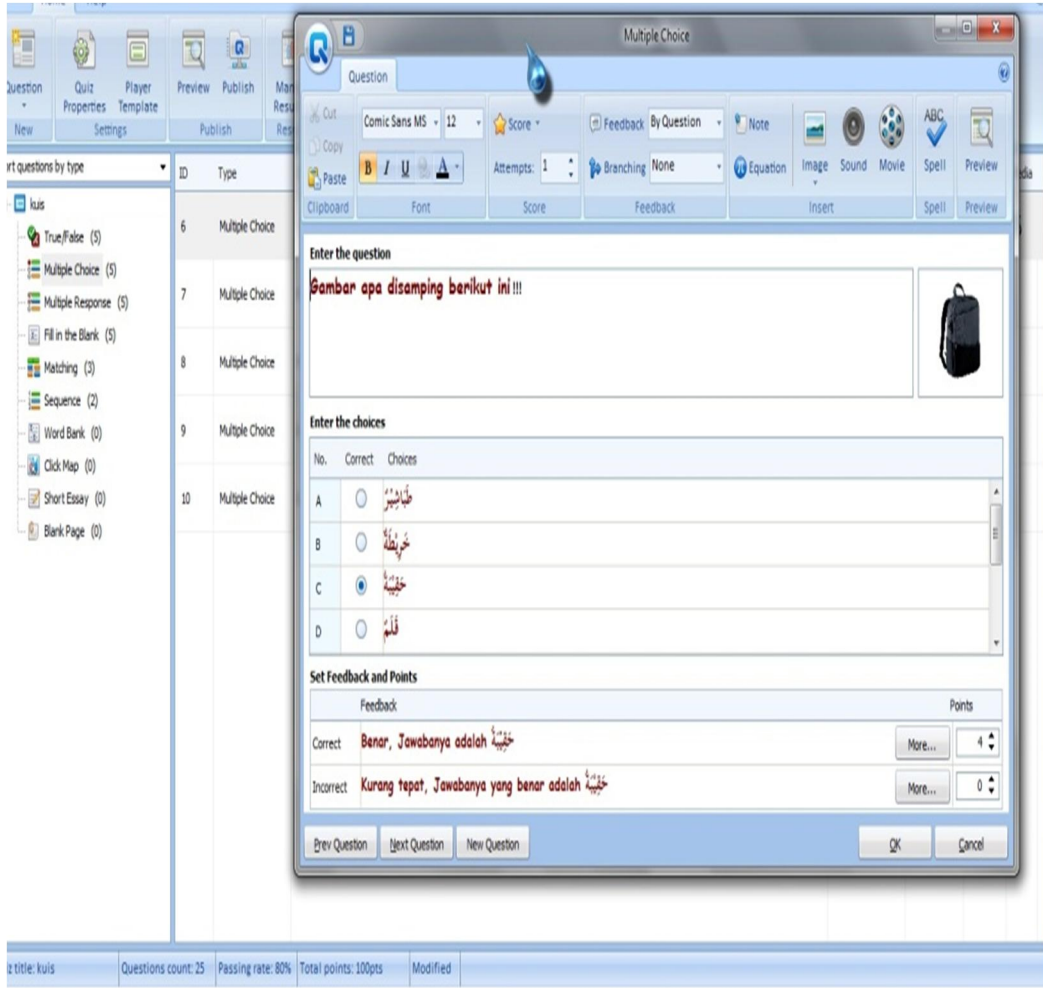 Home Help
Question
Quiz Properties
Player Template
Preview
Publish
New
Settings
Publish
sort questions by type
ID Type
kuis
True/False (5)
Multiple Choice (5)
Multiple Response (5)
Fill in the Blank (5)
Matching (3)
Sequence (2)
Word Bank (0)
Click Map (0)
Short Essay (0)
Blank Page (0)
6 Multiple Choice
7 Multiple Choice
8 Multiple Choice
9 Multiple Choice
10 Multiple Choice
Multiple Choice
Question
Cut
Copy
Paste
Clipboard
Comic Sans MS 12
B I U A
Font
Score
Attempts: 1
Score
Feedback By Question
Branching None
Feedback
Note
Equation
Image
Sound
Movie
Insert
ABC
Spell
Spell
Preview
Preview
Enter the question
Gambar apa disamping berikut ini !!!
Enter the choices
No. Correct Choices
A طَبَاشِيْرٌ
B خَرِيْطَةٌ
C حَقِيْبَةٌ
D قَلَمٌ
Set Feedback and Points
Feedback Points
Correct Benar, Jawabanya adalah حَقِيْبَةٌ More... 4
Incorrect Kurang tepat, Jawabanya yang benar adalah حَقِيْبَةٌ More... 0
Prev Question
Next Question
New Question
OK
Cancel
title: kuis
Questions count: 25
Passing rate: 80%
Total points: 100pts
Modified